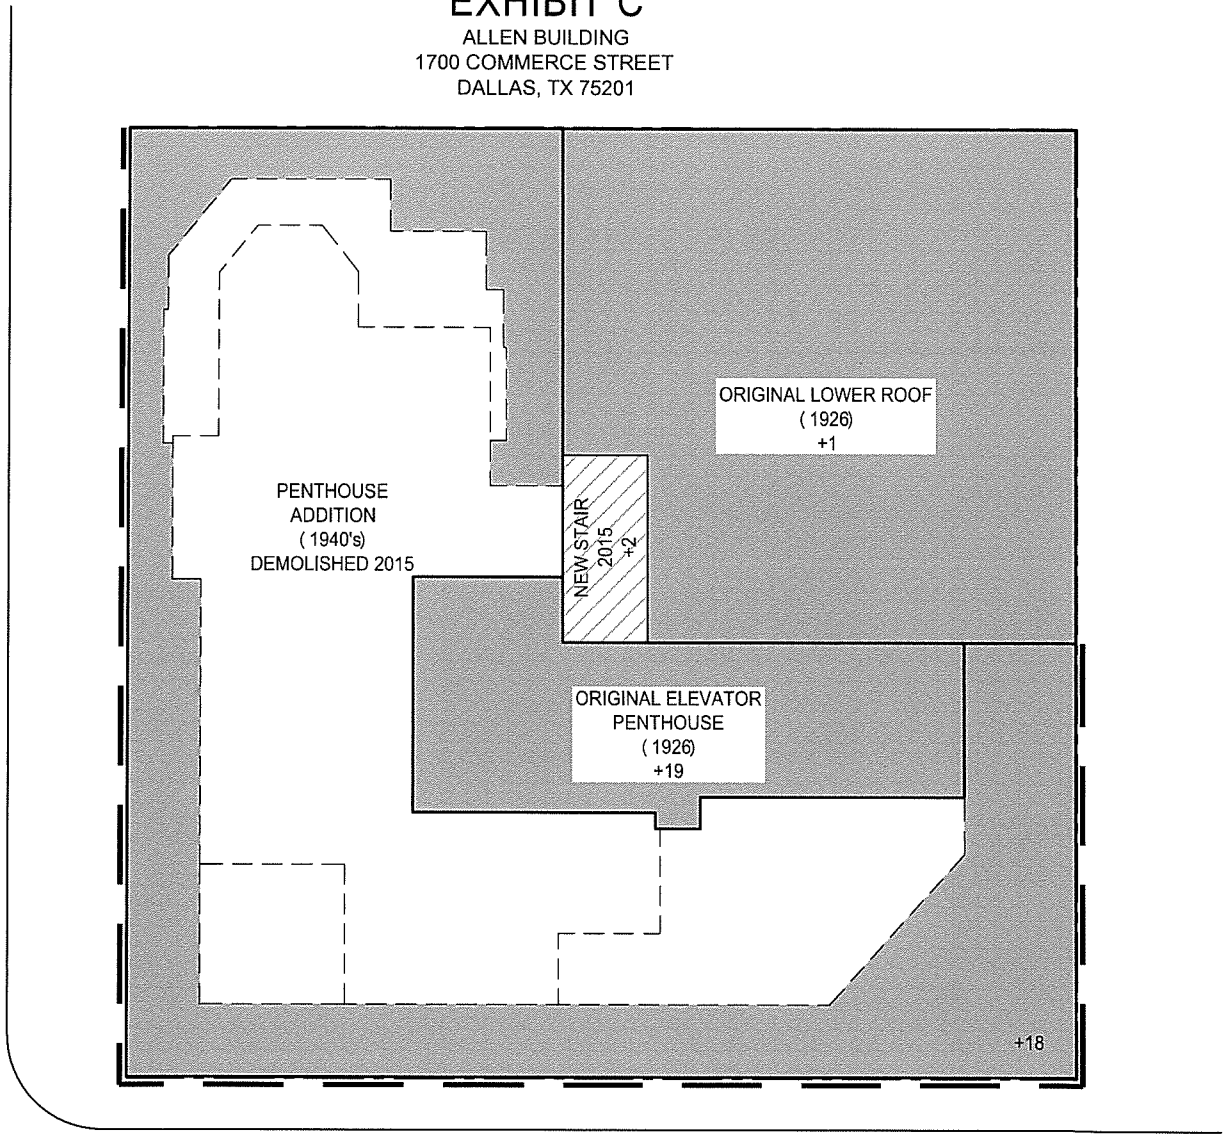 EXHIBIT C
ALLEN BUILDING
1700 COMMERCE STREET
DALLAS, TX 75201
ORIGINAL LOWER ROOF
( 1926)
+1
PENTHOUSE
ADDITION
( 1940's)
DEMOLISHED 2015
NEW STAIR
2015
+2
ORIGINAL ELEVATOR
PENTHOUSE
( 1926)
+19
+18